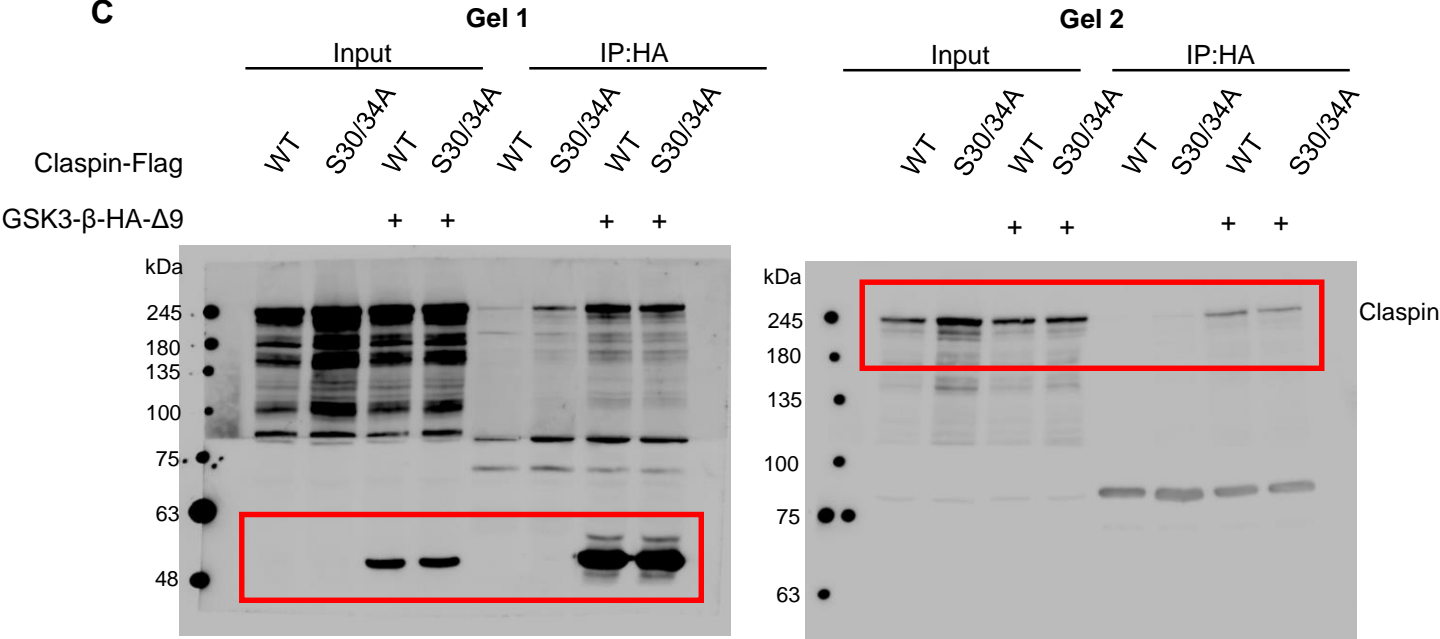 C
Gel 1
Gel 2
Input
IP:HA
Input
IP:HA
Claspin-Flag
WT
S30/34A
WT
S30/34A
WT
S30/34A
WT
S30/34A
WT
S30/34A
WT
S30/34A
WT
S30/34A
WT
S30/34A
GSK3-β-HA-Δ9
+ + + +
+ + + +
kDa
245
180
135
100
75
63
48
kDa
245
180
135
100
75
63
Claspin